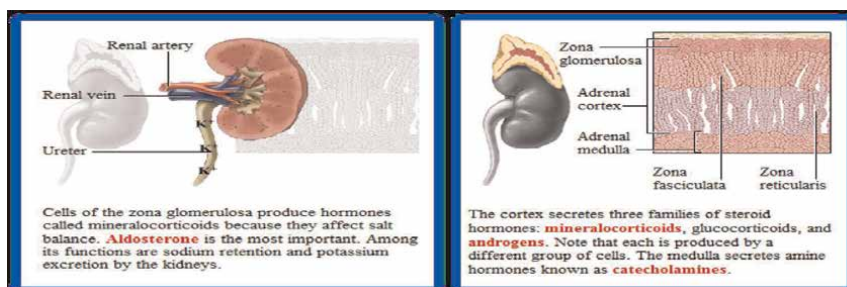 Renal artery
Renal vein
K+
K+
Ureter
K+
Cells of the zona glomerulosa produce hormones
called mineralocorticoids because they affect salt
balance. Aldosterone is the most important. Among
its functions are sodium retention and potassium
excretion by the kidneys.
Zona
glomerulosa
Adrenal
cortex
Adrenal
medulla
Zona
fasciculata
Zona
reticularis
The cortex secretes three families of steroid
hormones: mineralocorticoids, glucocorticoids, and
androgens. Note that each is produced by a
different group of cells. The medulla secretes amine
hormones known as catecholamines.